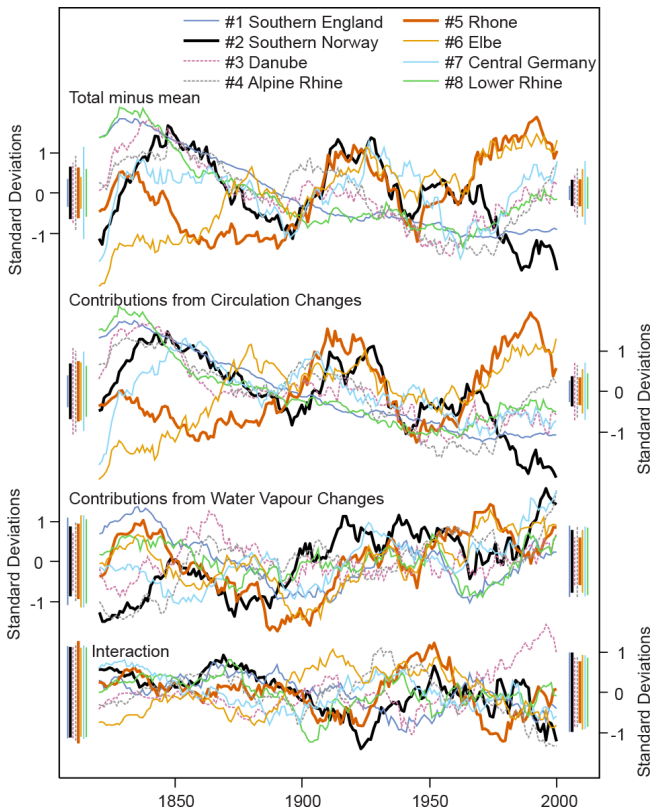 #1 Southern England
#2 Southern Norway
#3 Danube
#4 Alpine Rhine
#5 Rhone
#6 Elbe
#7 Central Germany
#8 Lower Rhine
Total minus mean
Standard Deviations
1
0
-1
Contributions from Circulation Changes
1
0
-1
Standard Deviations
Contributions from Water Vapour Changes
Standard Deviations
1
0
-1
Interaction
1
0
-1
Standard Deviations
1850
1900
1950
2000